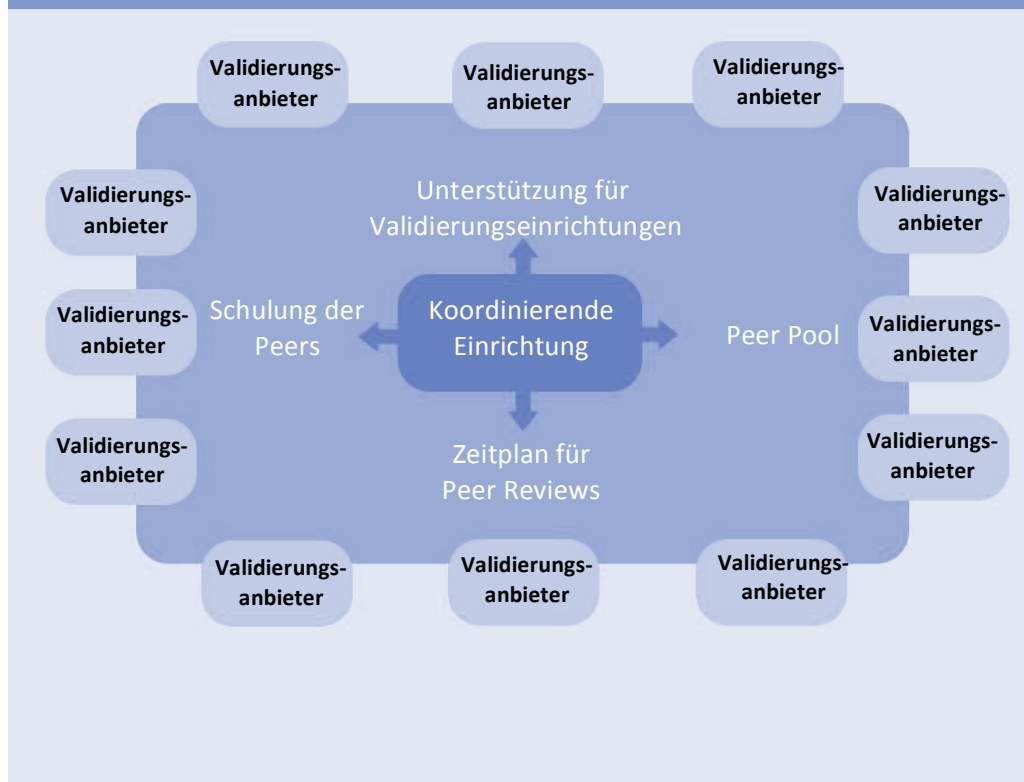 Validierungs-
anbieter
Validierungs-
anbieter
Validierungs-
anbieter
Validierungs-
anbieter
Unterstützung für
Validierungseinrichtungen
Validierungs-
anbieter
Validierungs-
anbieter
Schulung der
Peers
Koordinierende
Einrichtung
Peer Pool
Validierungs-
anbieter
Validierungs-
anbieter
Zeitplan für
Peer Reviews
Validierungs-
anbieter
Validierungs-
anbieter
Validierungs-
anbieter
Validierungs-
anbieter